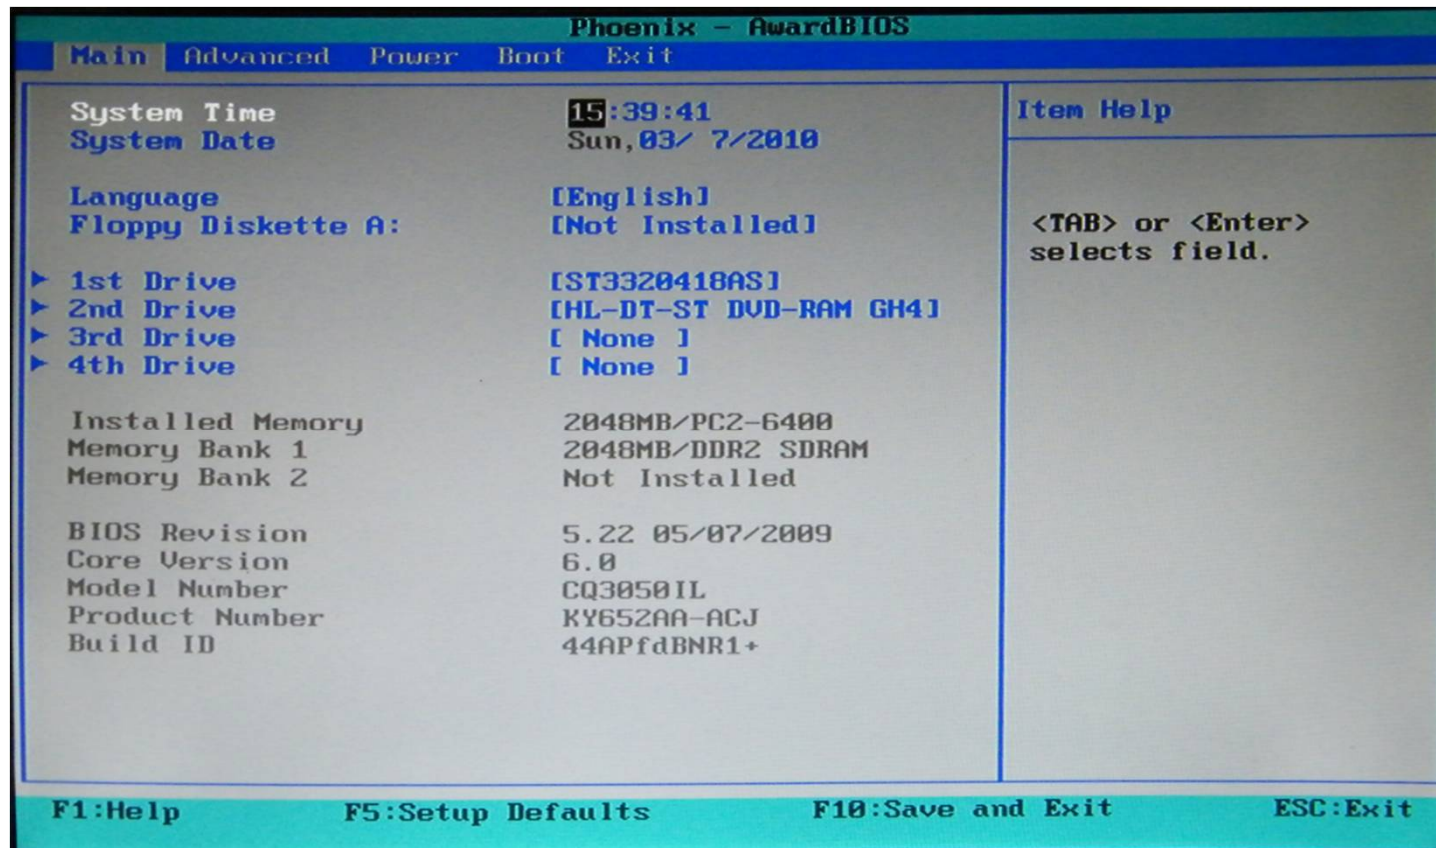 Phoenix - AwardBIOS
Main Advanced Power Boot Exit
System Time 15:39:41
System Date Sun,03/ 7/2010
Language [English]
Floppy Diskette A: [Not Installed]
1st Drive [ST3320418AS]
2nd Drive [HL-DT-ST DVD-RAM GH4]
3rd Drive [ None ]
4th Drive [ None ]
Installed Memory 2048MB/PC2-6400
Memory Bank 1 2048MB/DDR2 SDRAM
Memory Bank 2 Not Installed
BIOS Revision 5.22 05/07/2009
Core Version 6.0
Model Number CQ3050IL
Product Number KY652AA-ACJ
Build ID 44APfdBNR1+
Item Help
<TAB> or <Enter>
selects field.
F1:Help F5:Setup Defaults F10:Save and Exit ESC:Exit